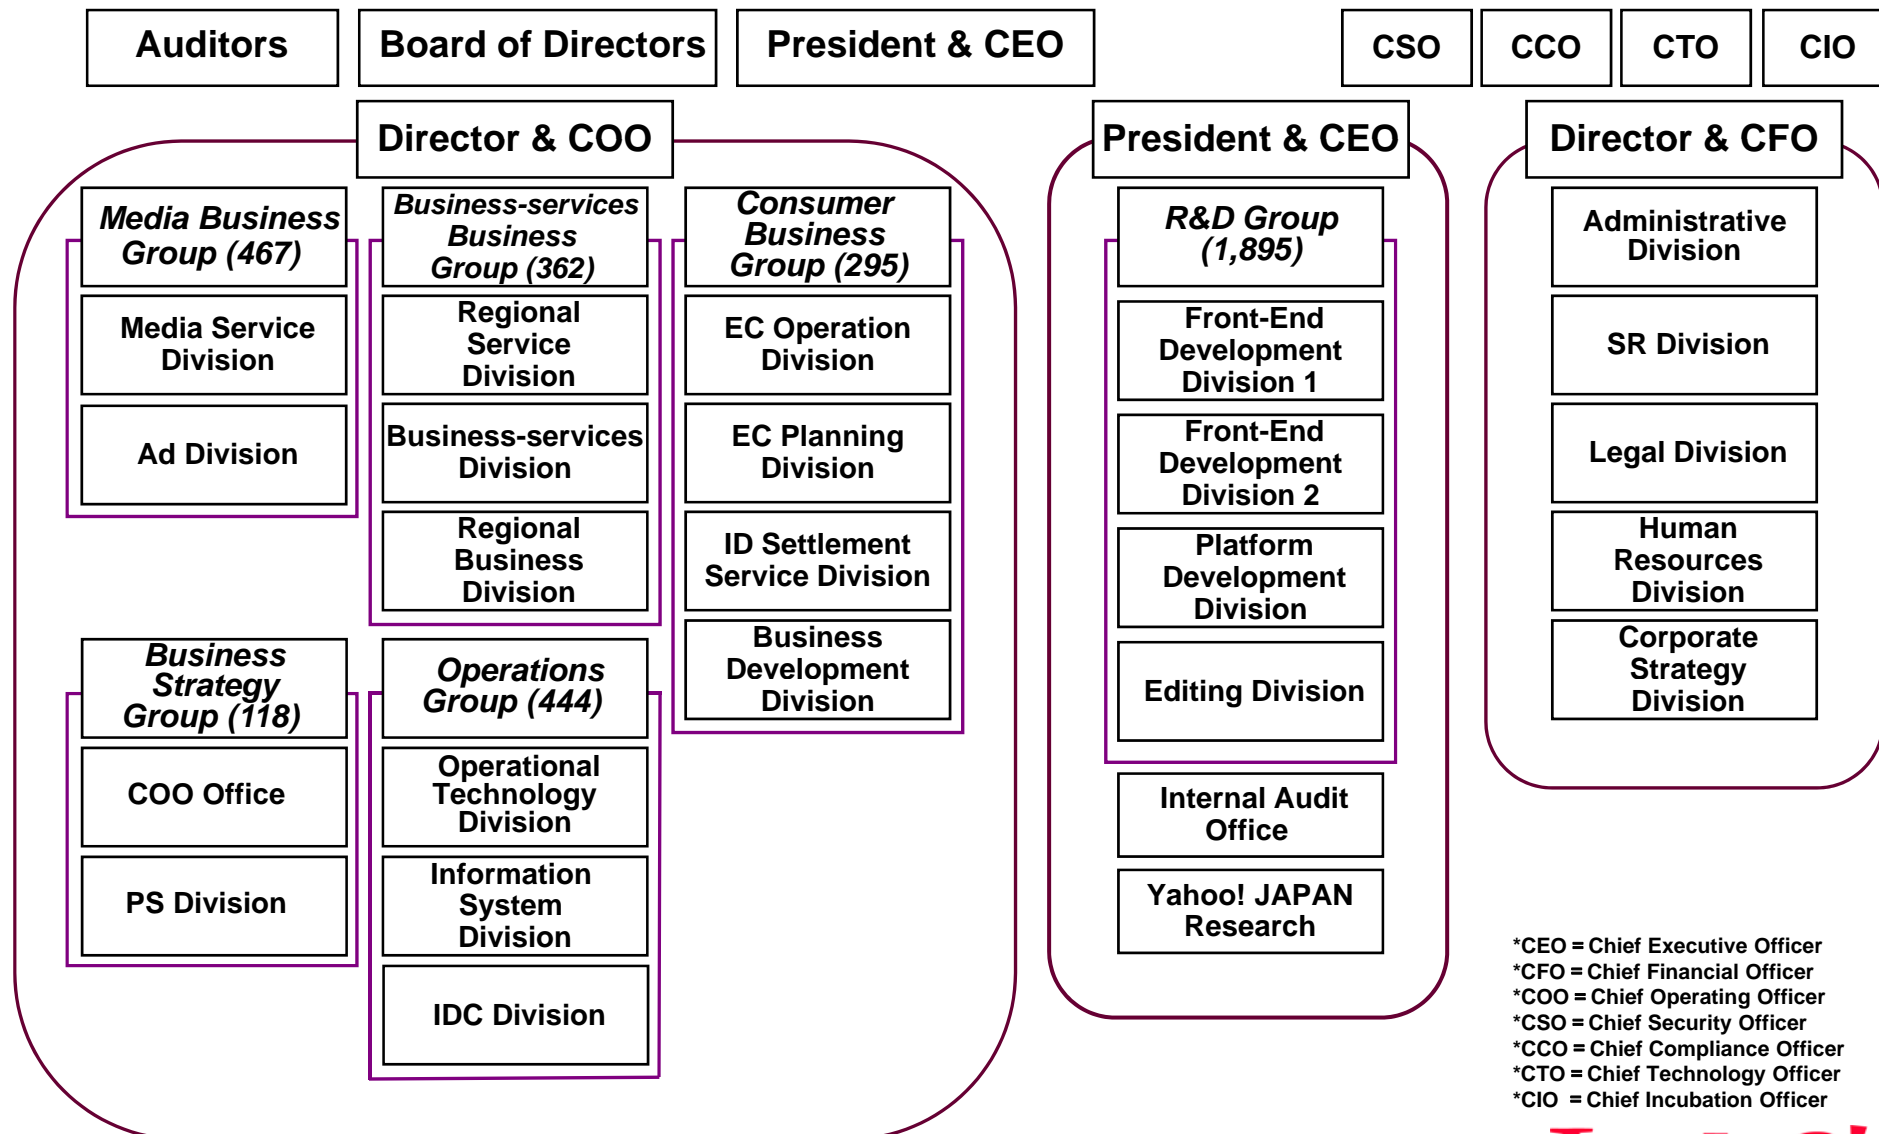 Auditors
Board of Directors
President & CEO
CSO
CCO
CTO
CIO
Director & COO
President & CEO
Director & CFO
Media Business
Group (467)
Media Service
Division
Ad Division
Business-services
Business
Group (362)
Regional
Service
Division
Business-services
Division
Regional
Business
Division
Consumer
Business
Group (295)
EC Operation
Division
EC Planning
Division
ID Settlement
Service Division
Business
Development
Division
Business
Strategy
Group (118)
COO Office
PS Division
Operations
Group (444)
Operational
Technology
Division
Information
System
Division
IDC Division
R&D Group
(1,895)
Front-End
Development
Division 1
Front-End
Development
Division 2
Platform
Development
Division
Editing Division
Internal Audit
Office
Yahoo! JAPAN
Research
Administrative
Division
SR Division
Legal Division
Human
Resources
Division
Corporate
Strategy
Division
*CEO = Chief Executive Officer
*CFO = Chief Financial Officer
*COO = Chief Operating Officer
*CSO = Chief Security Officer
*CCO = Chief Compliance Officer
*CTO = Chief Technology Officer
*CIO = Chief Incubation Officer